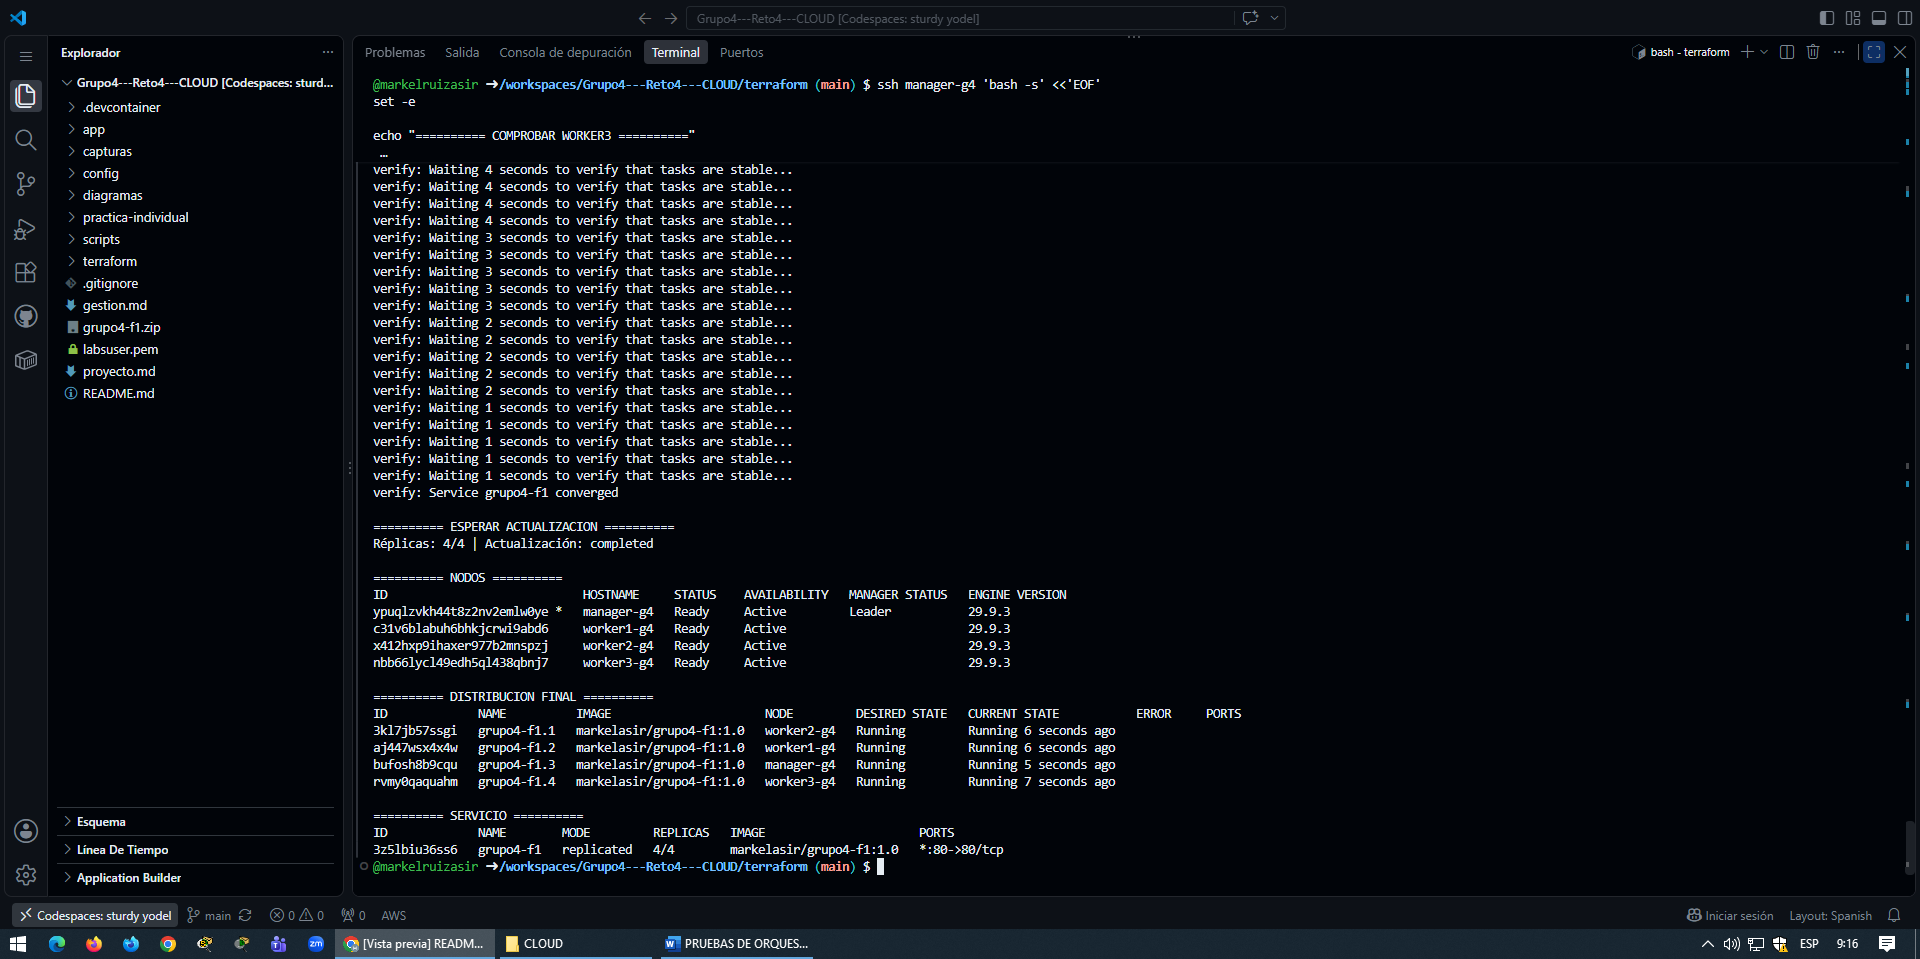 Grupo4---Reto4---CLOUD [Codespaces: sturdy yodel]
Explorador
Grupo4---Reto4---CLOUD [Codespaces: sturd...
.devcontainer
app
capturas
config
diagramas
practica-individual
scripts
terraform
.gitignore
gestion.md
grupo4-f1.zip
labsuser.pem
proyecto.md
README.md
Esquema
Línea De Tiempo
Application Builder
Problemas Salida Consola de depuración Terminal Puertos
bash - terraform
@markelruizasir ➜/workspaces/Grupo4---Reto4---CLOUD/terraform (main) $ ssh manager-g4 'bash -s' <<'EOF'
set -e
echo "========== COMPROBAR WORKER3 =========="
…
verify: Waiting 4 seconds to verify that tasks are stable...
verify: Waiting 4 seconds to verify that tasks are stable...
verify: Waiting 4 seconds to verify that tasks are stable...
verify: Waiting 4 seconds to verify that tasks are stable...
verify: Waiting 3 seconds to verify that tasks are stable...
verify: Waiting 3 seconds to verify that tasks are stable...
verify: Waiting 3 seconds to verify that tasks are stable...
verify: Waiting 3 seconds to verify that tasks are stable...
verify: Waiting 3 seconds to verify that tasks are stable...
verify: Waiting 2 seconds to verify that tasks are stable...
verify: Waiting 2 seconds to verify that tasks are stable...
verify: Waiting 2 seconds to verify that tasks are stable...
verify: Waiting 2 seconds to verify that tasks are stable...
verify: Waiting 2 seconds to verify that tasks are stable...
verify: Waiting 1 seconds to verify that tasks are stable...
verify: Waiting 1 seconds to verify that tasks are stable...
verify: Waiting 1 seconds to verify that tasks are stable...
verify: Waiting 1 seconds to verify that tasks are stable...
verify: Waiting 1 seconds to verify that tasks are stable...
verify: Service grupo4-f1 converged
========== ESPERAR ACTUALIZACION ==========
Réplicas: 4/4 | Actualización: completed
========== NODOS ==========
ID HOSTNAME STATUS AVAILABILITY MANAGER STATUS ENGINE VERSION
ypuqlzvkh44t8z2nv2emlw0ye * manager-g4 Ready Active Leader 29.9.3
c31v6blabuh6bhkjcrwi9abd6 worker1-g4 Ready Active 29.9.3
x412hxp9ihaxer977b2mnspzj worker2-g4 Ready Active 29.9.3
nbb66lycl49edh5ql438qbnj7 worker3-g4 Ready Active 29.9.3
========== DISTRIBUCION FINAL ==========
ID NAME IMAGE NODE DESIRED STATE CURRENT STATE ERROR PORTS
3kl7jb57ssgi grupo4-f1.1 markelasir/grupo4-f1:1.0 worker2-g4 Running Running 6 seconds ago
aj447wsx4x4w grupo4-f1.2 markelasir/grupo4-f1:1.0 worker1-g4 Running Running 6 seconds ago
bufosh8b9cqu grupo4-f1.3 markelasir/grupo4-f1:1.0 manager-g4 Running Running 5 seconds ago
rvmy0qaquahm grupo4-f1.4 markelasir/grupo4-f1:1.0 worker3-g4 Running Running 7 seconds ago
========== SERVICIO ==========
ID NAME MODE REPLICAS IMAGE PORTS
3z5lbiu36ss6 grupo4-f1 replicated 4/4 markelasir/grupo4-f1:1.0 *:80->80/tcp
@markelruizasir ➜/workspaces/Grupo4---Reto4---CLOUD/terraform (main) $
Codespaces: sturdy yodel main 0 0 0 AWS Iniciar sesión Layout: Spanish
zm [Vista previa] READM... CLOUD PRUEBAS DE ORQUES... ESP 9:16